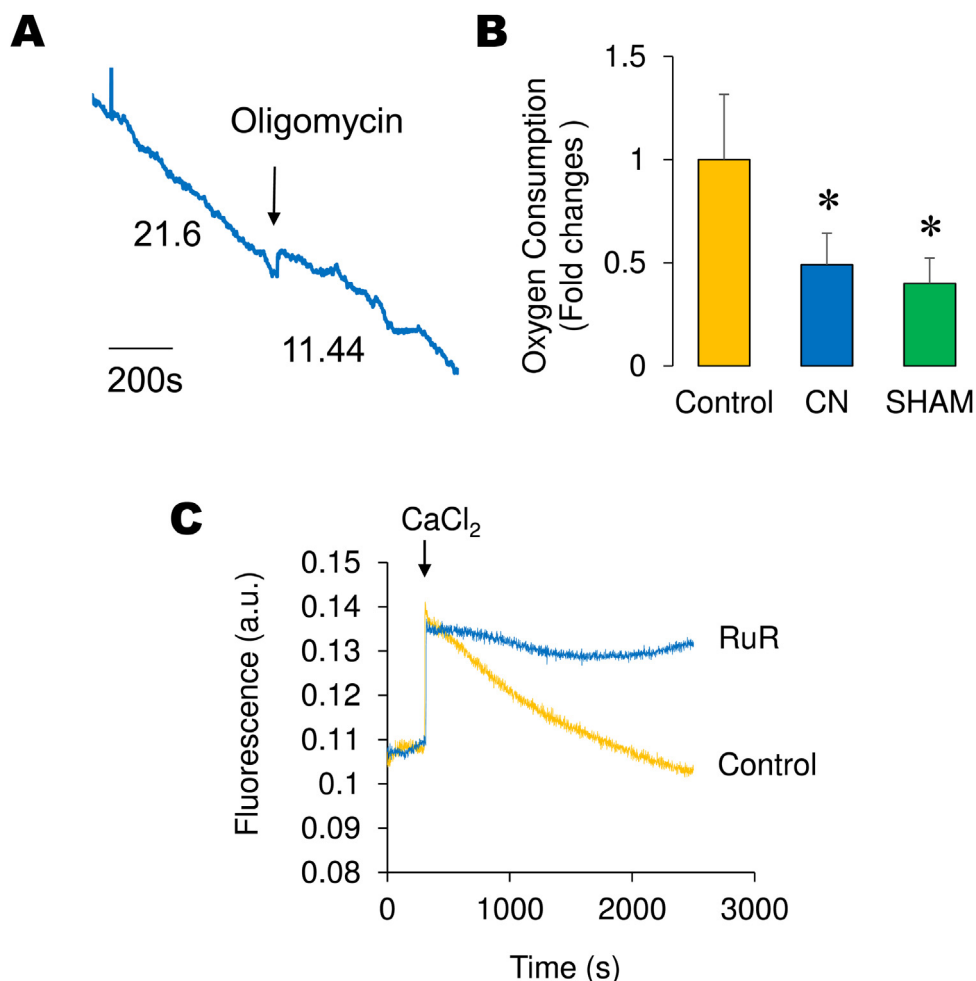 A
Oligomycin
21.6
11.44
200s
B
Oxygen Consumption
(Fold changes )
1.5
1
0.5
0
*
*
Control
CN
SHAM
C
CaCl₂
Fluorescence (a.u.)
0.15
0.14
0.13
0.12
0.11
0.1
0.09
0.08
RuR
Control
0
1000
2000
3000
Time (s)